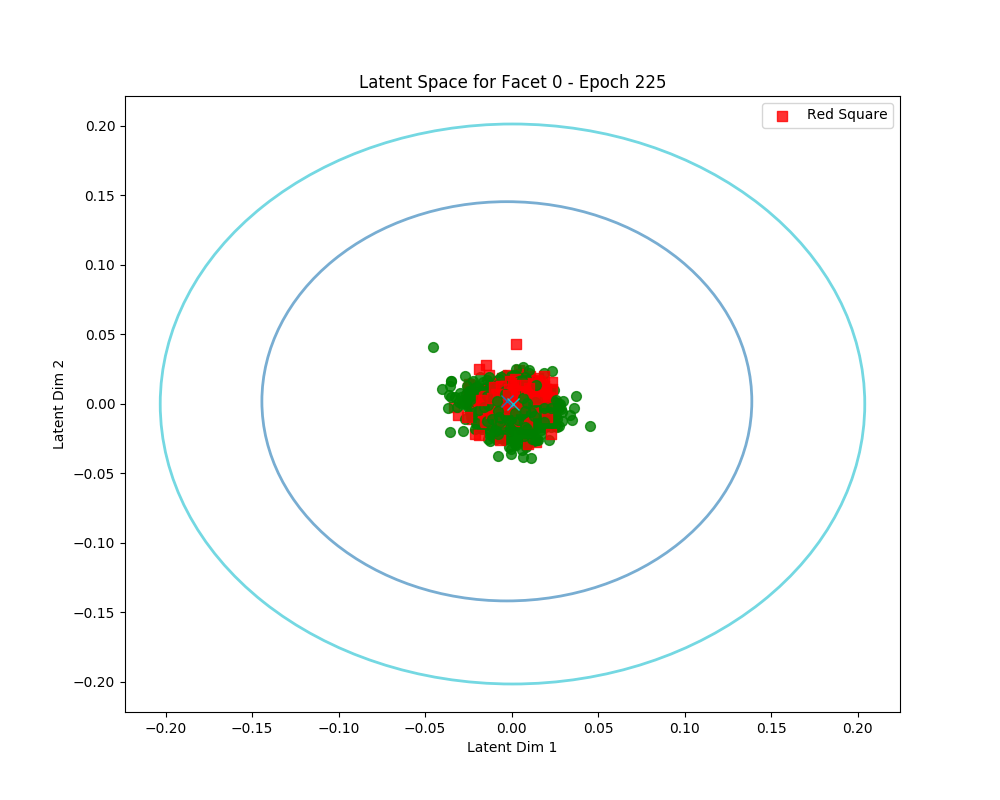 Latent Space for Facet 0 - Epoch 225
Red Square
0.20
0.15
0.10
0.05
0.00
−0.05
−0.10
−0.15
−0.20
Latent Dim 2
−0.20 −0.15 −0.10 −0.05 0.00 0.05 0.10 0.15 0.20
Latent Dim 1